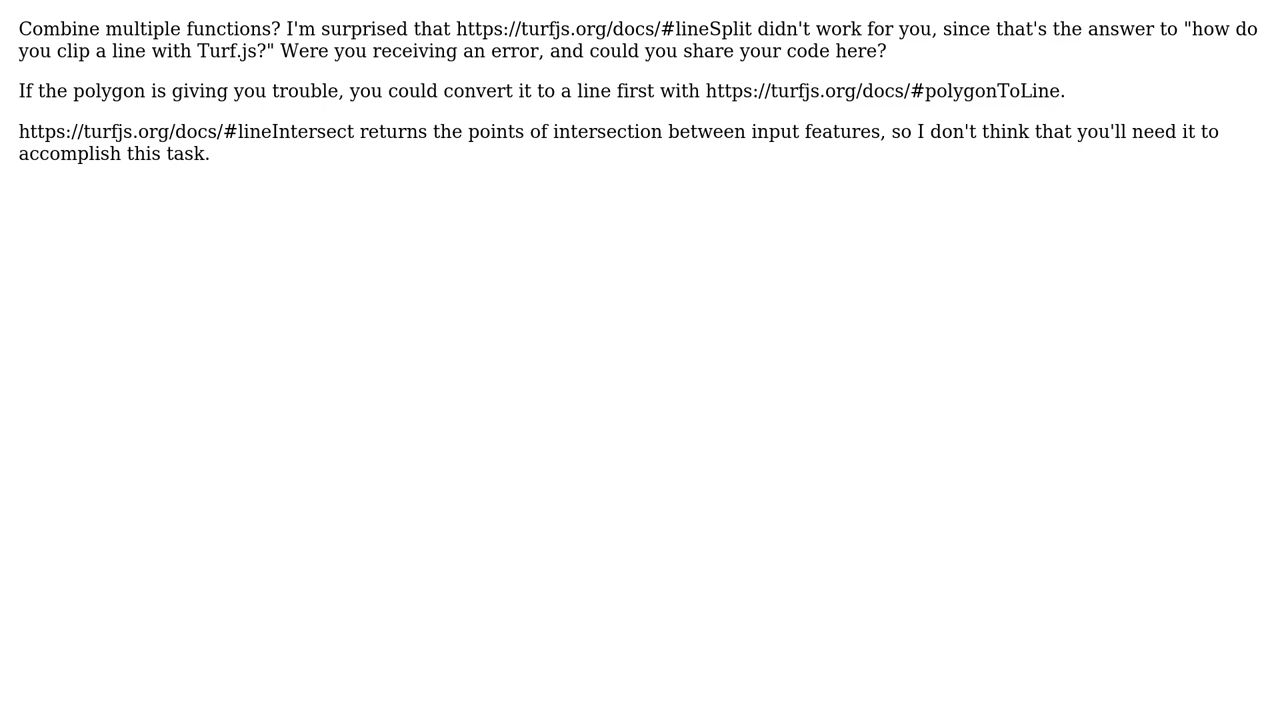 Combine multiple functions? I'm surprised that https://turfjs.org/docs/#lineSplit didn't work for you, since that's the answer to "how do
you clip a line with Turf.js?" Were you receiving an error, and could you share your code here?
If the polygon is giving you trouble, you could convert it to a line first with https://turfjs.org/docs/#polygonToLine.
https://turfjs.org/docs/#lineIntersect returns the points of intersection between input features, so I don't think that you'll need it to
accomplish this task.